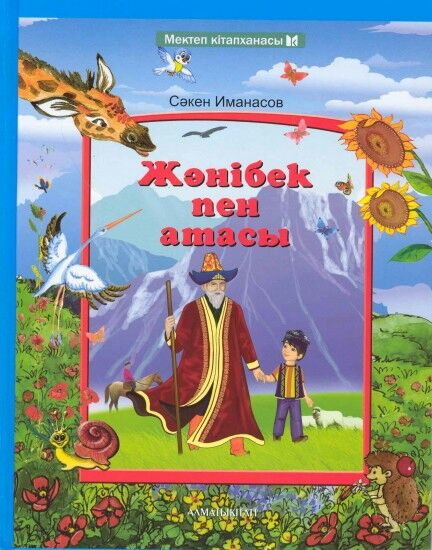 Мектеп кітапханасы
Сәкен Иманасов
Жәнібек
пен
атасы
АЛМАТЫКІТАП